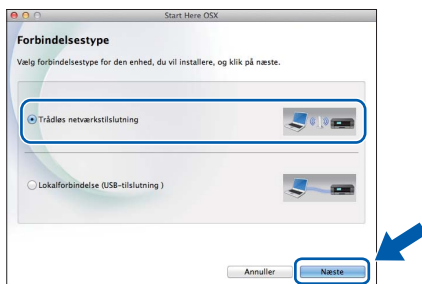 Start Here OSX
Forbindelsestype
Vælg forbindelsestype for den enhed, du vil installere, og klik på næste.
Trådløs netværkstilslutning
Lokalforbindelse (USB-tilslutning )
Annuller
Næste